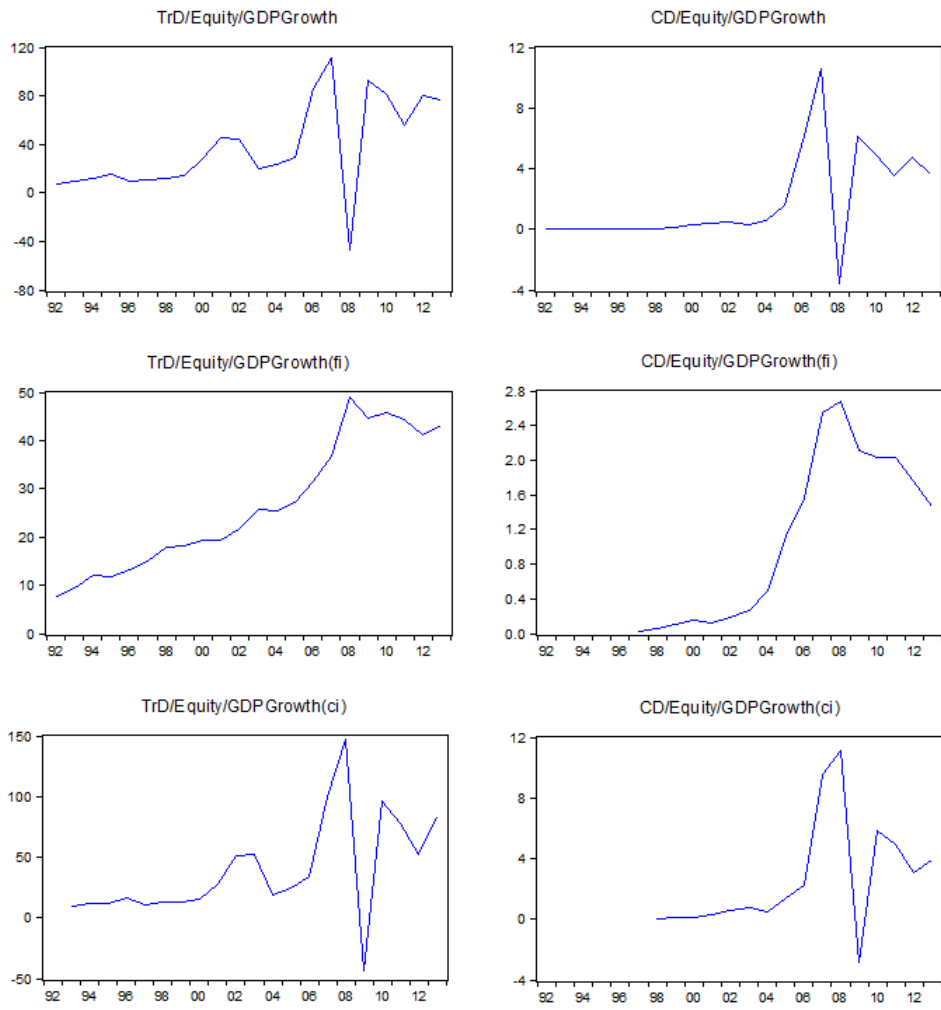 TrD/Equity/GDPGrowth
120
80
40
0
-40
-80
92 94 96 98 00 02 04 06 08 10 12
CD/Equity/GDPGrowth
12
8
4
0
-4
92 94 96 98 00 02 04 06 08 10 12
TrD/Equity/GDPGrowth(fi)
50
40
30
20
10
0
92 94 96 98 00 02 04 06 08 10 12
CD/Equity/GDPGrowth(fi)
2.8
2.4
2.0
1.6
1.2
0.8
0.4
0.0
92 94 96 98 00 02 04 06 08 10 12
TrD/Equity/GDPGrowth(ci)
150
100
50
0
-50
92 94 96 98 00 02 04 06 08 10 12
CD/Equity/GDPGrowth(ci)
12
8
4
0
-4
92 94 96 98 00 02 04 06 08 10 12